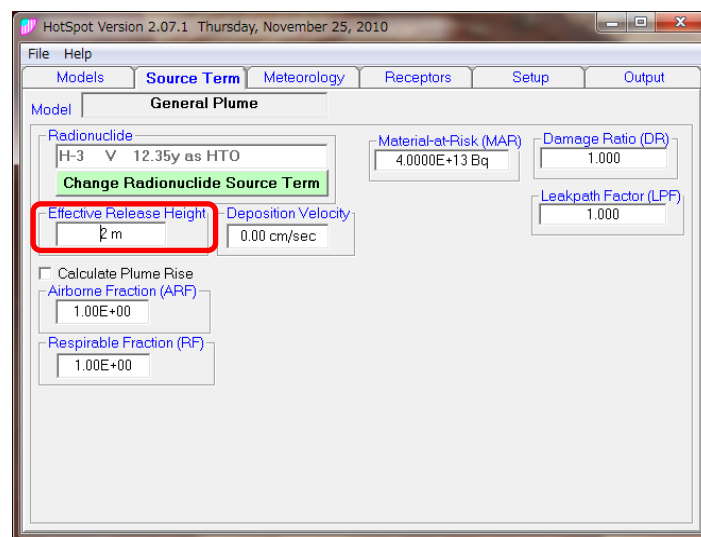 HotSpot Version 2.07.1 Thursday, November 25, 2010
File Help
Models Source Term Meteorology Receptors Setup Output
Model General Plume
Radionuclide
H-3 V 12.35y as HTO
Change Radionuclide Source Term
Material-at-Risk (MAR)
4.0000E+13 Bq
Damage Ratio (DR)
1.000
Leakpath Factor (LPF)
1.000
Effective Release Height
2 m
Deposition Velocity
0.00 cm/sec
Calculate Plume Rise
Airborne Fraction (ARF)
1.00E+00
Respirable Fraction (RF)
1.00E+00